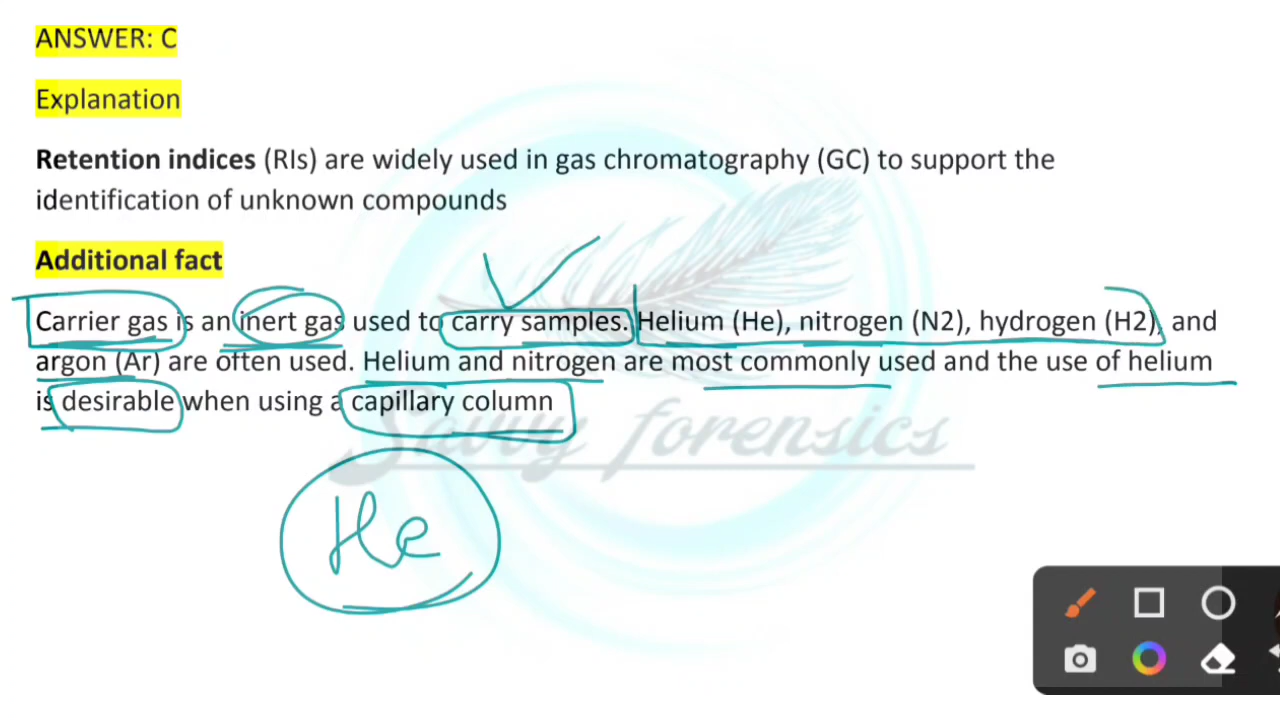 ANSWER: C
Explanation
Retention indices (RIs) are widely used in gas chromatography (GC) to support the
identification of unknown compounds
Additional fact
Carrier gas is an inert gas used to carry samples. Helium (He), nitrogen (N2), hydrogen (H2), and
argon (Ar) are often used. Helium and nitrogen are most commonly used and the use of helium
is desirable when using a capillary column
Savvy forensics
He